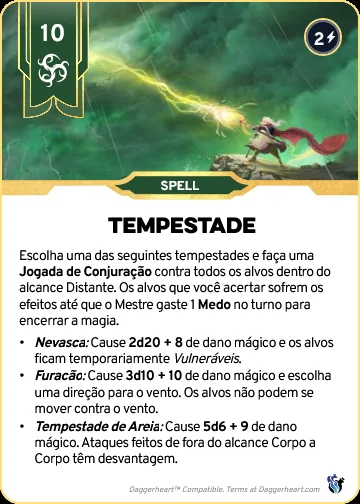 10
2
SPELL
TEMPESTADE
Escolha uma das seguintes tempestades e faça uma
Jogada de Conjuração contra todos os alvos dentro do
alcance Distante. Os alvos que você acertar sofrem os
efeitos até que o Mestre gaste 1 Medo no turno para
encerrar a magia.
• Nevasca: Cause 2d20 + 8 de dano mágico e os alvos
ficam temporariamente Vulneráveis.
• Furacão: Cause 3d10 + 10 de dano mágico e escolha
uma direção para o vento. Os alvos não podem se
mover contra o vento.
• Tempestade de Areia: Cause 5d6 + 9 de dano
mágico. Ataques feitos de fora do alcance Corpo a
Corpo têm desvantagem.
Daggerheart™ Compatible. Terms at Daggerheart.com